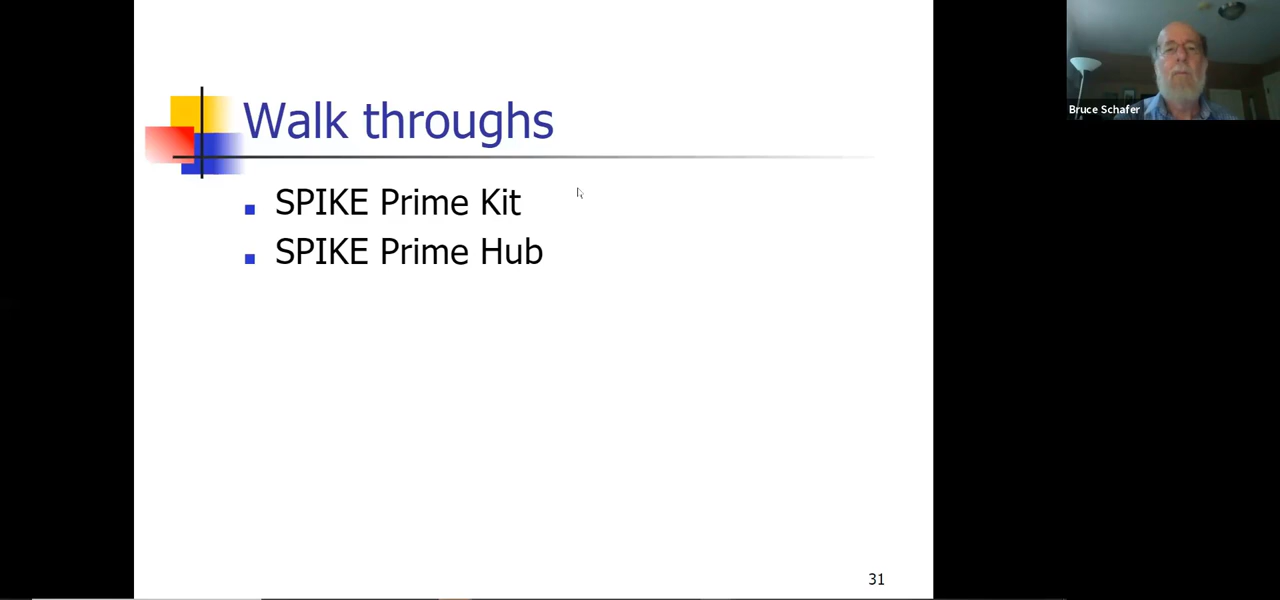 Walk throughs
SPIKE Prime Kit
SPIKE Prime Hub
31
Bruce Schafer